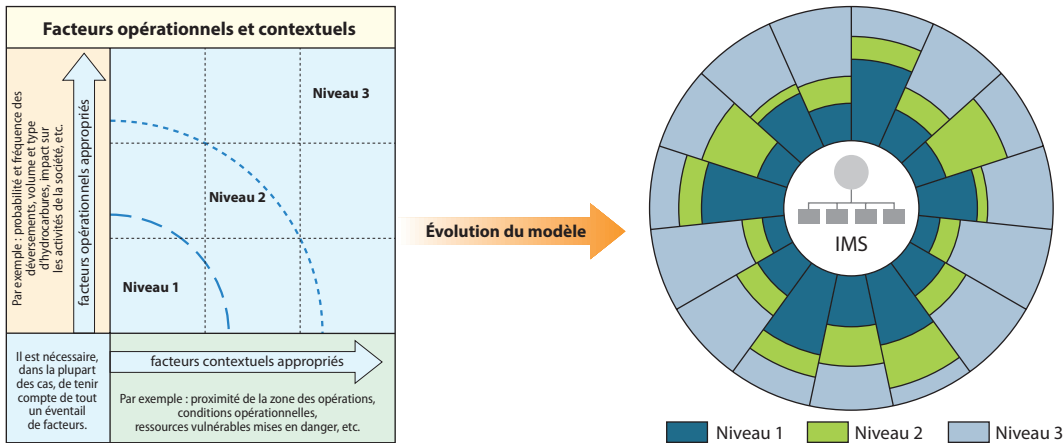 Facteurs opérationnels et contextuels
Par exemple : probabilité et fréquence des
déversements, volume et type
d'hydrocarbures, impact sur
les activités de la société, etc.
facteurs opérationnels appropriés
Niveau 3
Niveau 2
Niveau 1
Il est nécessaire,
dans la plupart
des cas, de tenir
compte de tout
un éventail
de facteurs.
facteurs contextuels appropriés
Par exemple : proximité de la zone des opérations,
conditions opérationnelles,
ressources vulnérables mises en danger, etc.
Évolution du modèle
IMS
Niveau 1
Niveau 2
Niveau 3